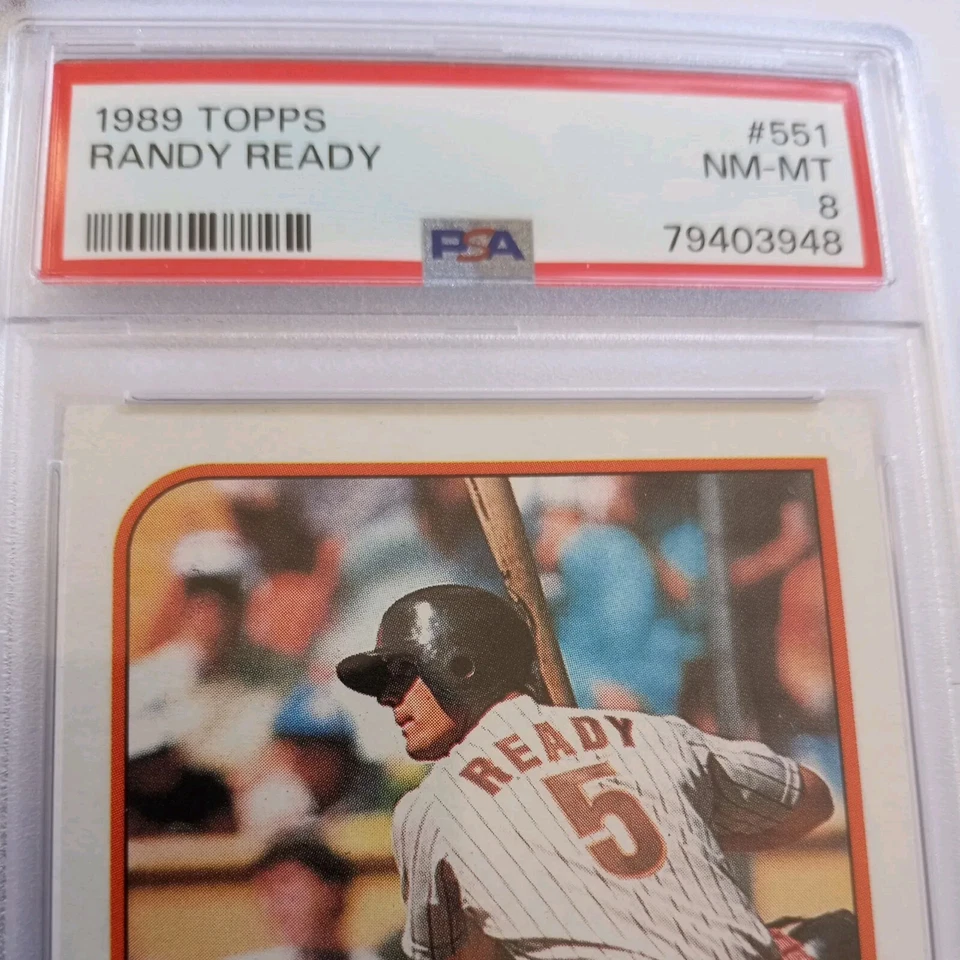 1989 TOPPS
RANDY READY
#551
NM-MT
8
79403948
PSA
READY
5